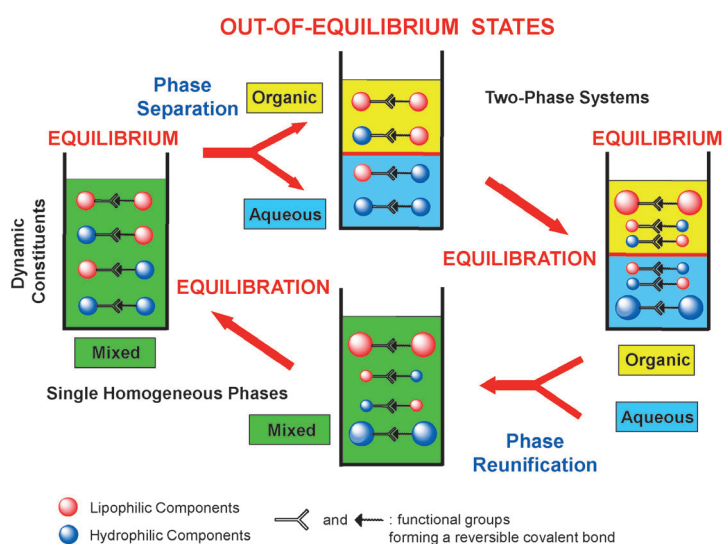 OUT-OF-EQUILIBRIUM STATES
Phase
Separation
Organic
Two-Phase Systems
EQUILIBRIUM
EQUILIBRIUM
Aqueous
Dynamic
Constituents
EQUILIBRATION
EQUILIBRATION
Mixed
Organic
Single Homogeneous Phases
Mixed
Aqueous
Phase
Reunification
Lipophilic Components
Hydrophilic Components
and : functional groups
forming a reversible covalent bond